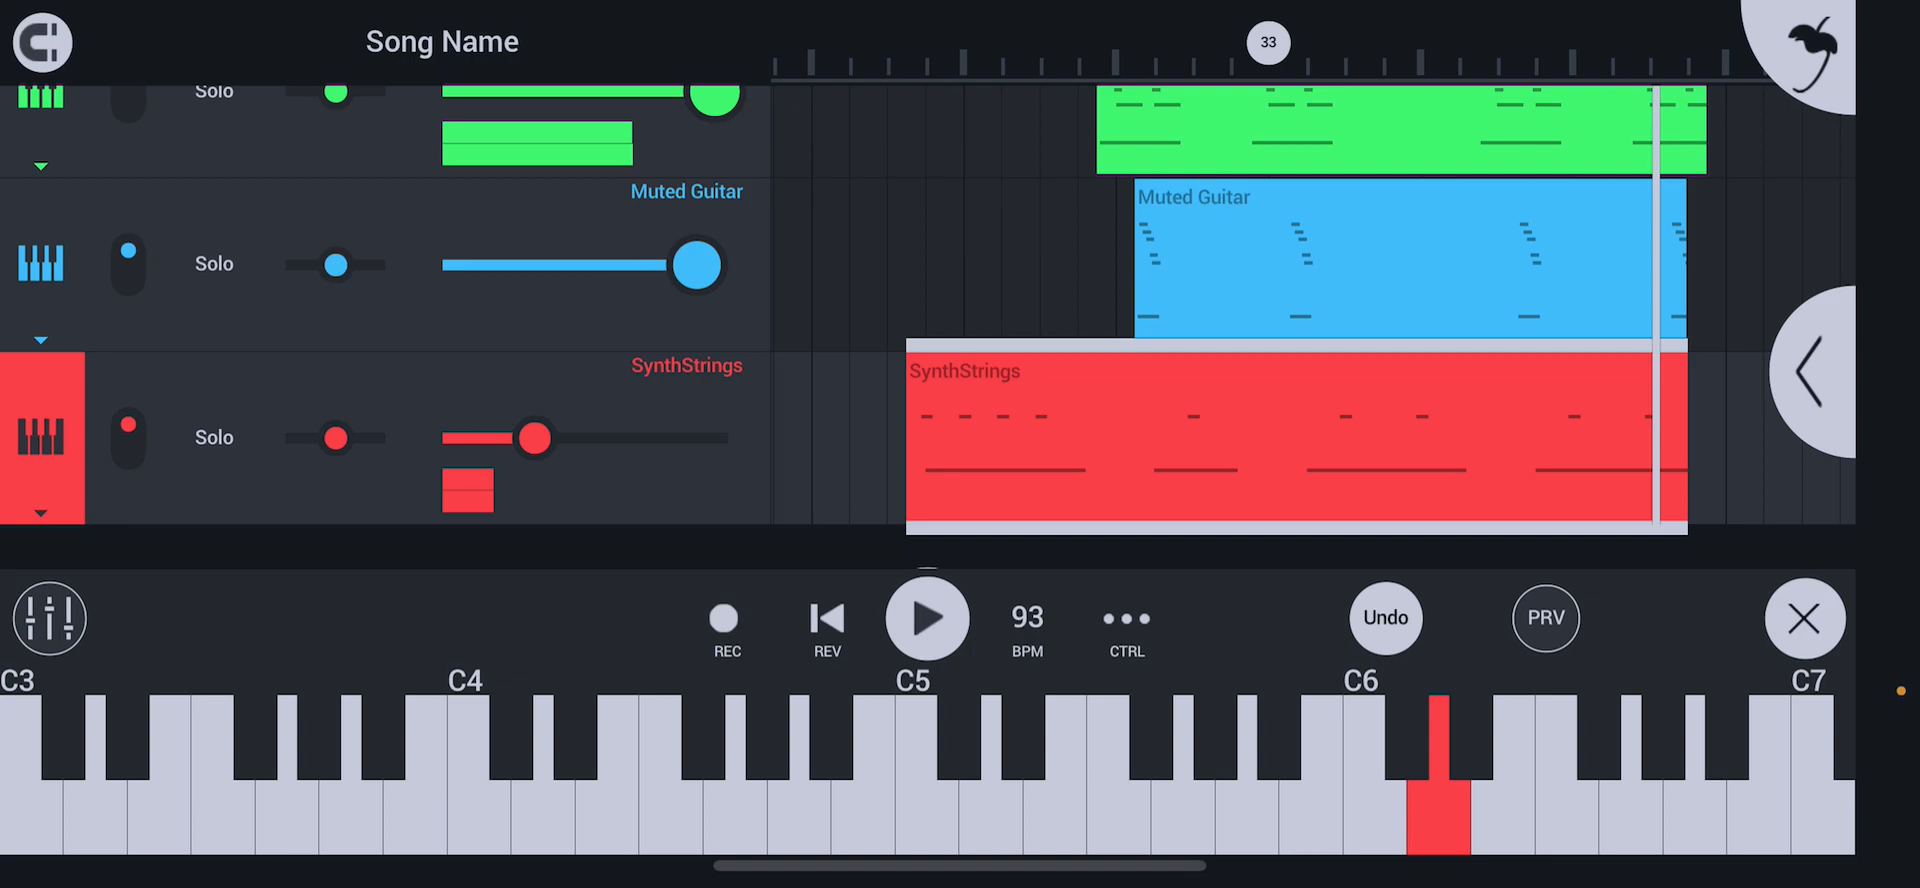 Song Name
33
Solo
Muted Guitar
Muted Guitar
Solo
SynthStrings
SynthStrings
Solo
93
Undo
PRV
REC
REV
BPM
CTRL
C3
C4
C5
C6
C7